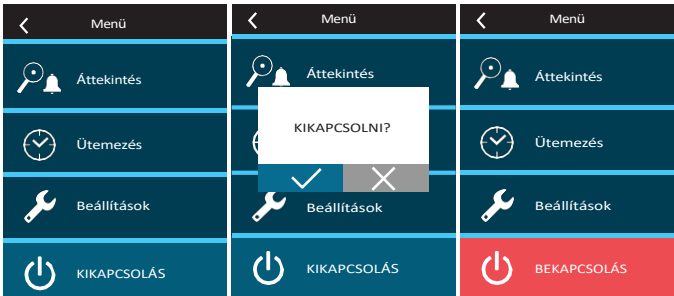 Menü
Áttekintés
Ütemezés
Beállítások
KIKAPCSOLÁS
Menü
Áttekintés
KIKAPCSOLNI?
Beállítások
KIKAPCSOLÁS
Menü
Áttekintés
Ütemezés
Beállítások
BEKAPCSOLÁS